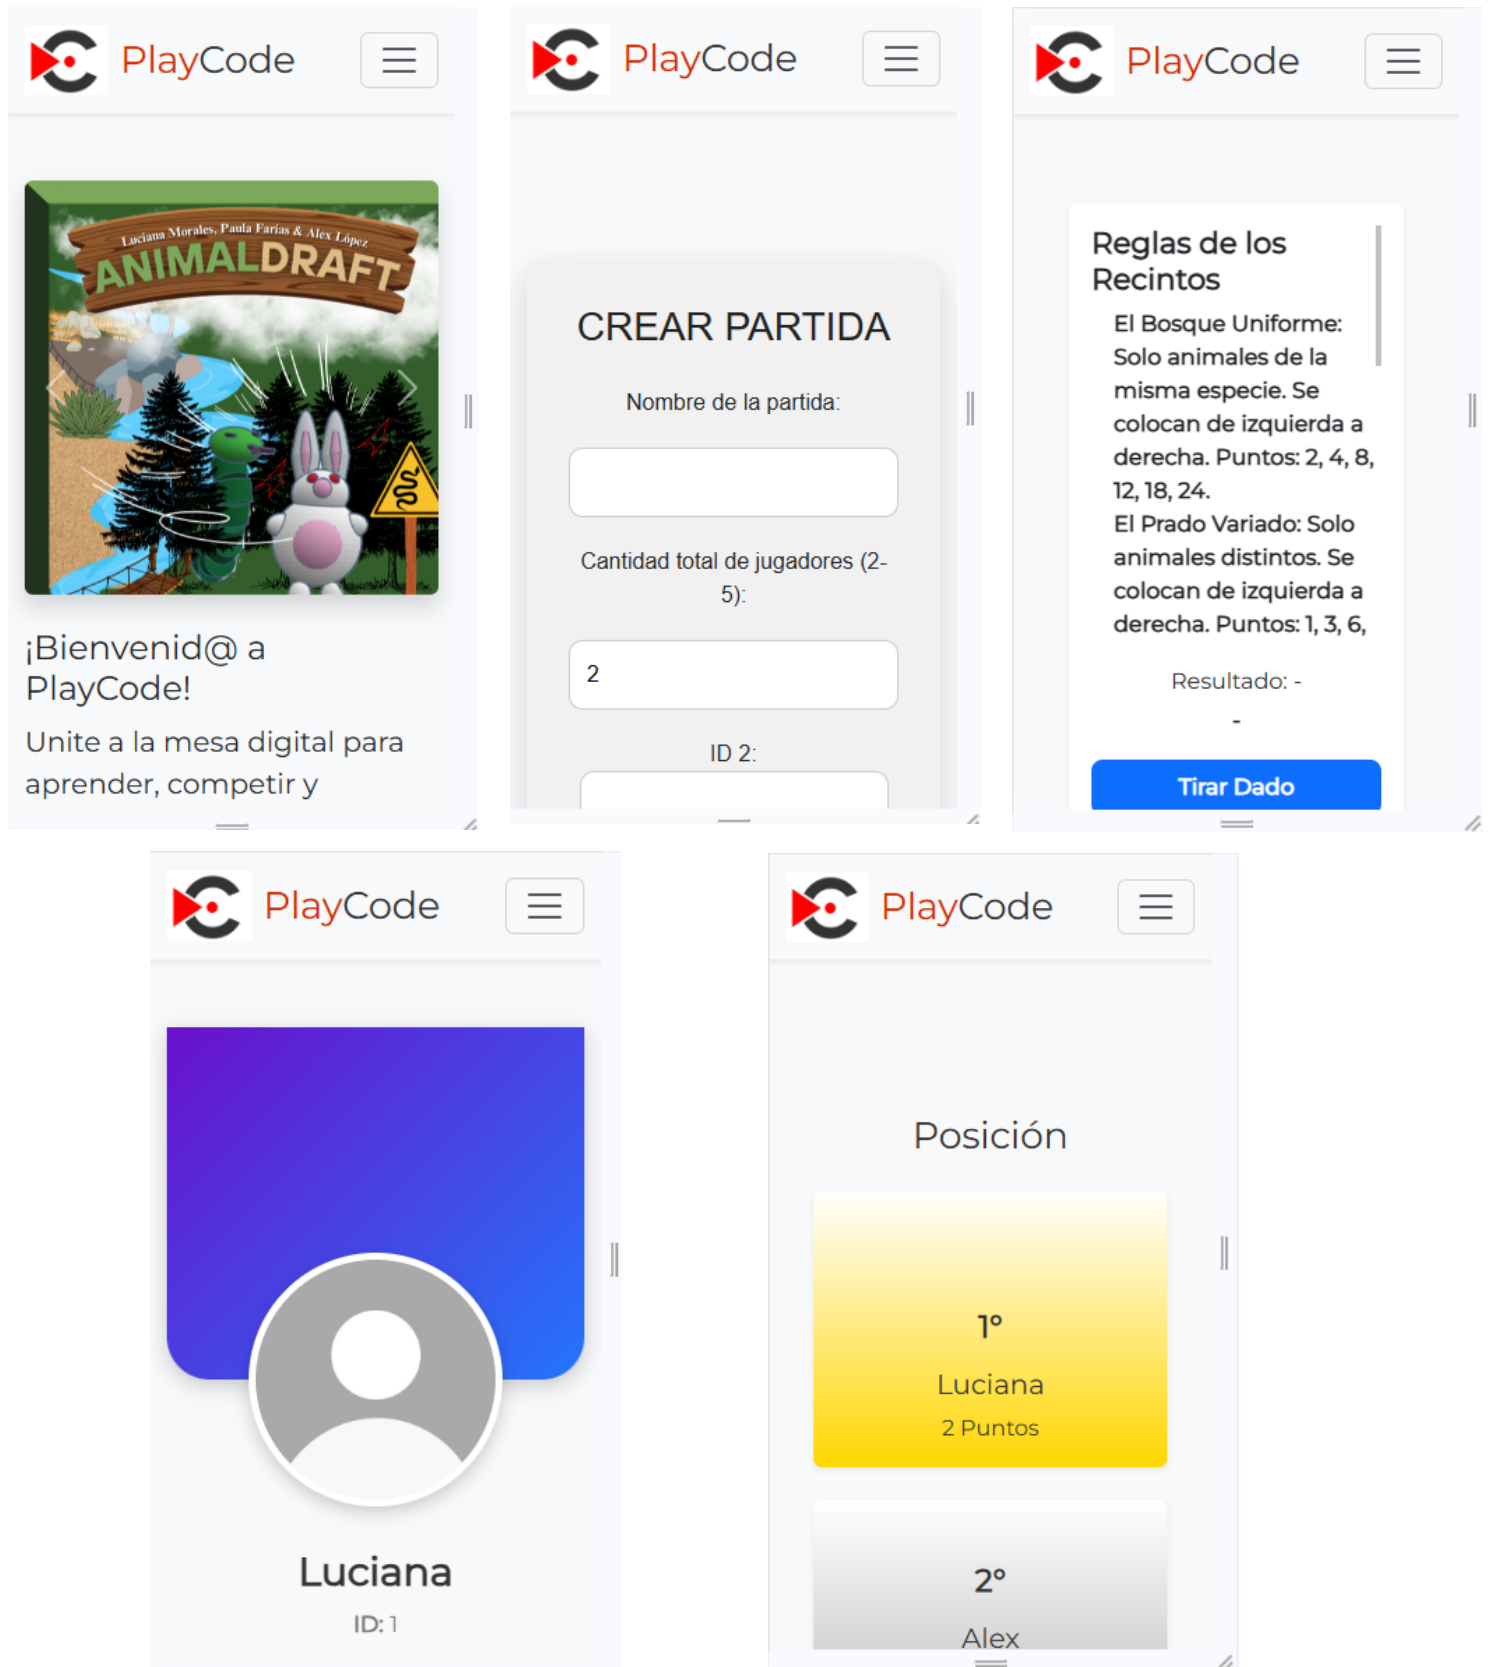 PlayCode
Luciana Morales, Paula Farias & Alex López
ANIMALDRAFT
¡Bienvenid@ a
PlayCode!
Unite a la mesa digital para
aprender, competir y
PlayCode
CREAR PARTIDA
Nombre de la partida:
Cantidad total de jugadores (2-
5):
2
ID 2:
PlayCode
Reglas de los
Recintos
El Bosque Uniforme:
Solo animales de la
misma especie. Se
colocan de izquierda a
derecha. Puntos: 2, 4, 8,
12, 18, 24.
El Prado Variado: Solo
animales distintos. Se
colocan de izquierda a
derecha. Puntos: 1, 3, 6,
Resultado: -
-
Tirar Dado
PlayCode
Luciana
ID: 1
PlayCode
Posición
1°
Luciana
2 Puntos
2°
Alex